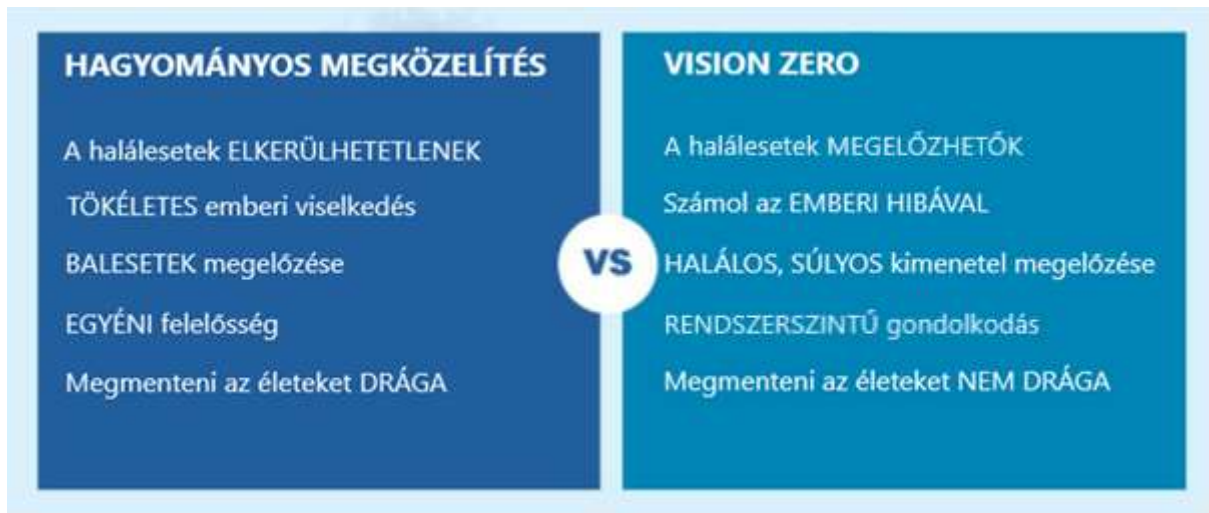 HAGYOMÁNYOS MEGKÖZELÍTÉS
A halálesetek ELKERÜLHETETLENEK
TÖKÉLETES emberi viselkedés
BALESETEK megelőzése
EGYÉNI felelősség
Megmenteni az életeket DRÁGA
VS
VISION ZERO
A halálesetek MEGELŐZHETŐK
Számol az EMBERI HIBÁVAL
HALÁLOS, SÚLYOS kimenetel megelőzése
RENDSZERSZINTŰ gondolkodás
Megmenteni az életeket NEM DRÁGA